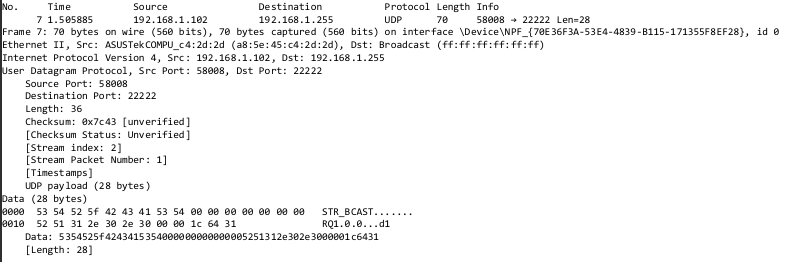 No. Time Source Destination Protocol Length Info
7 1.505885 192.168.1.102 192.168.1.255 UDP 70 58008 → 22222 Len=28
Frame 7: 70 bytes on wire (560 bits), 70 bytes captured (560 bits) on interface \Device\NPF_{70E36F3A-53E4-4839-B115-171355F8EF28}, id 0
Ethernet II, Src: ASUSTekCOMPU_c4:2d:2d (a8:5e:45:c4:2d:2d), Dst: Broadcast (ff:ff:ff:ff:ff:ff)
Internet Protocol Version 4, Src: 192.168.1.102, Dst: 192.168.1.255
User Datagram Protocol, Src Port: 58008, Dst Port: 22222
Source Port: 58008
Destination Port: 22222
Length: 36
Checksum: 0x7c43 [unverified]
[Checksum Status: Unverified]
[Stream index: 2]
[Stream Packet Number: 1]
[Timestamps]
UDP payload (28 bytes)
Data (28 bytes)
0000 53 54 52 5f 42 43 41 53 54 00 00 00 00 00 00 00 STR_BCAST.......
0010 52 51 31 2e 30 2e 30 00 00 1c 64 31 RQ1.0.0...d1
Data: 5354525f4243415354000000000000005251312e302e3000001c6431
[Length: 28]